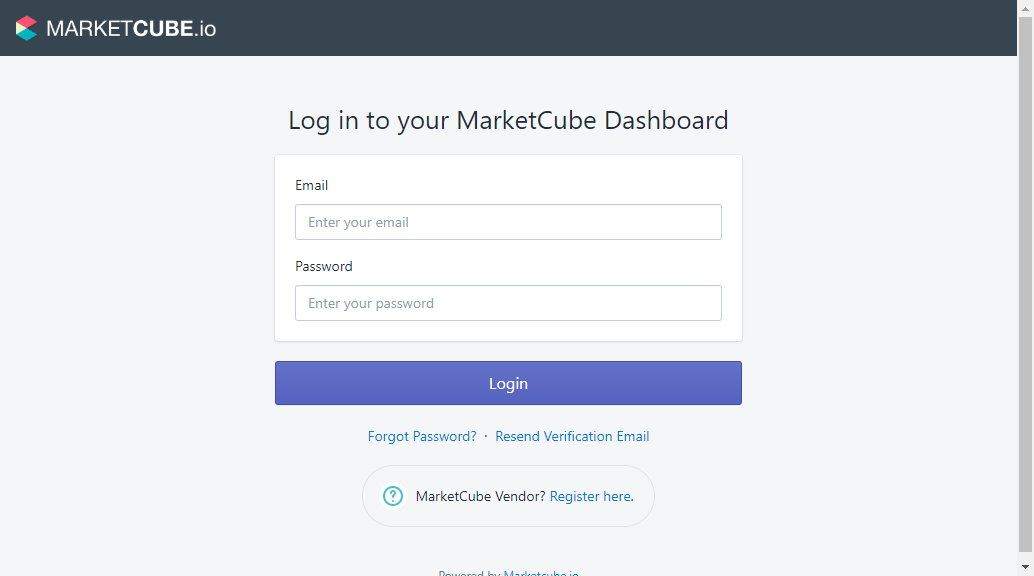 MARKETCUBE.io
Log in to your MarketCube Dashboard
Email
Enter your email
Password
Enter your password
Login
Forgot Password? · Resend Verification Email
? MarketCube Vendor? Register here.
Powered by Marketcube.io